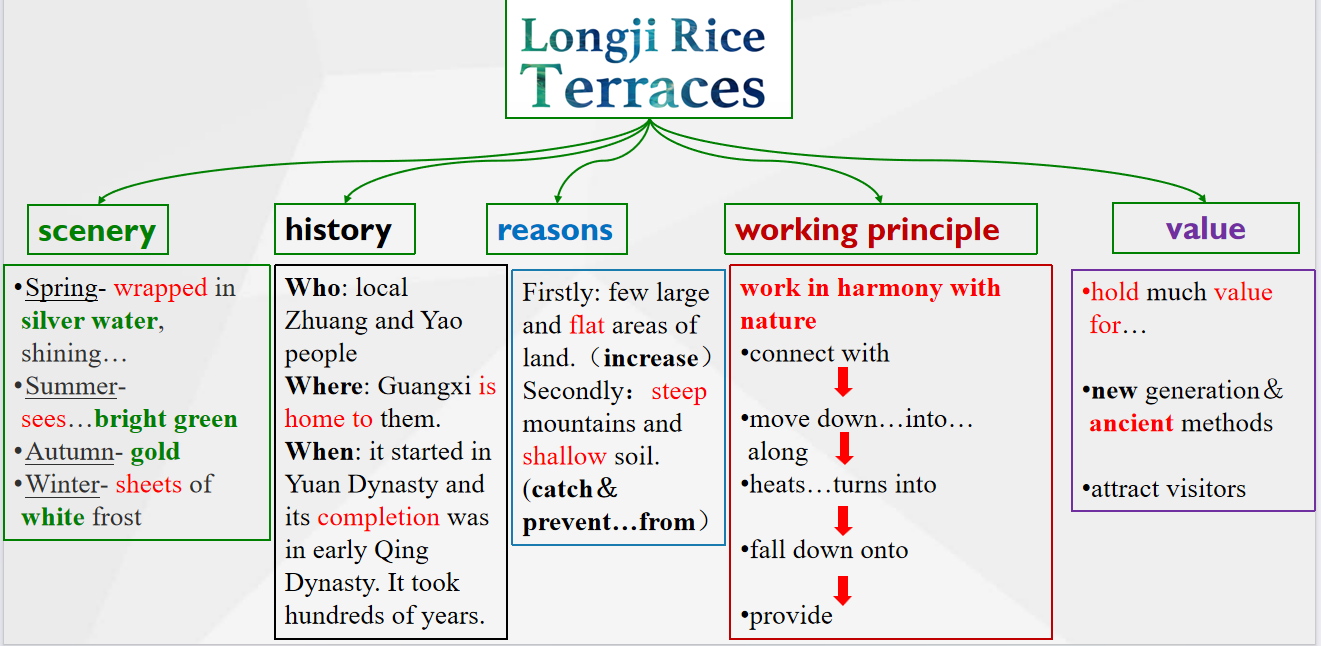 Longji Rice
Terraces
scenery
•Spring- wrapped in
silver water,
shining…
•Summer-
sees…bright green
•Autumn- gold
•Winter- sheets of
white frost
history
Who: local
Zhuang and Yao
people
Where: Guangxi is
home to them.
When: it started in
Yuan Dynasty and
its completion was
in early Qing
Dynasty. It took
hundreds of years.
reasons
Firstly: few large
and flat areas of
land.（increase）
Secondly：steep
mountains and
shallow soil.
(catch＆
prevent…from）
working principle
work in harmony with
nature
•connect with
•move down…into…
along
•heats…turns into
•fall down onto
•provide
value
•hold much value
for…
•new generation＆
ancient methods
•attract visitors